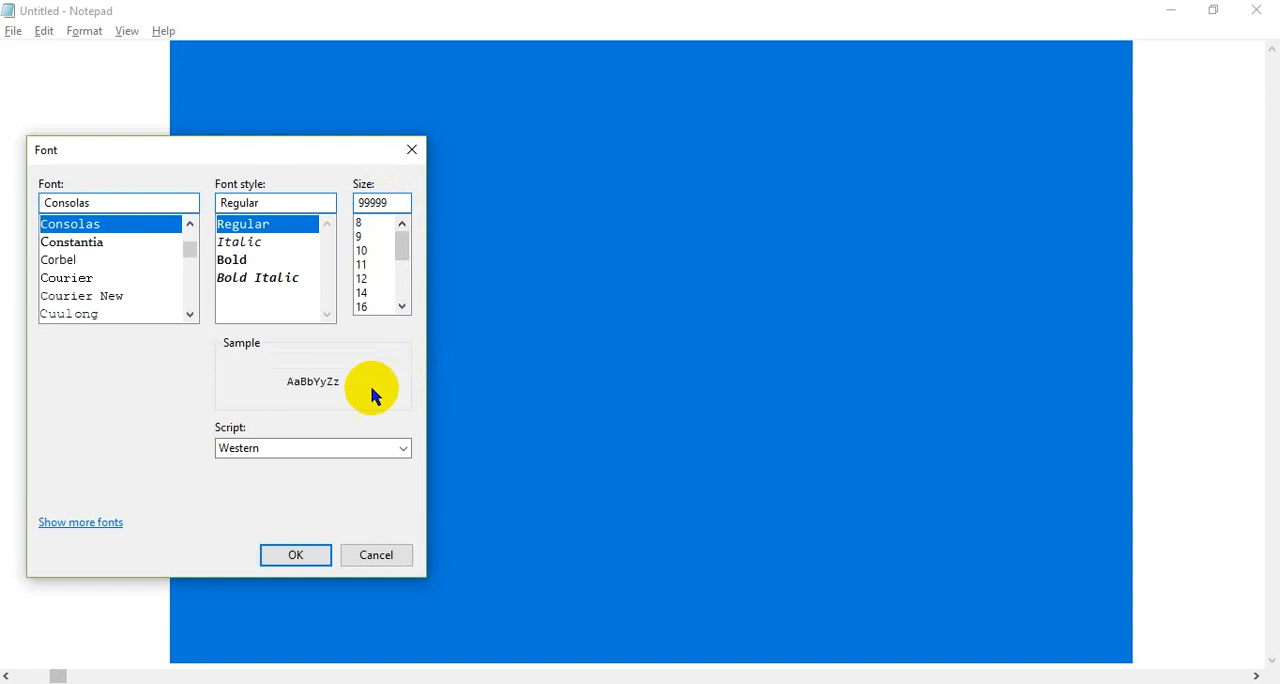 Untitled - Notepad
File Edit Format View Help
Font
Font: Font style: Size:
Consolas Regular 99999
Consolas Regular 8
Constantia Italic 9
Corbel Bold 10
Courier Bold Italic 11
Courier New 12
Cuulong 14
16
Sample
AaBbYyZz
Script:
Western
Show more fonts
OK Cancel